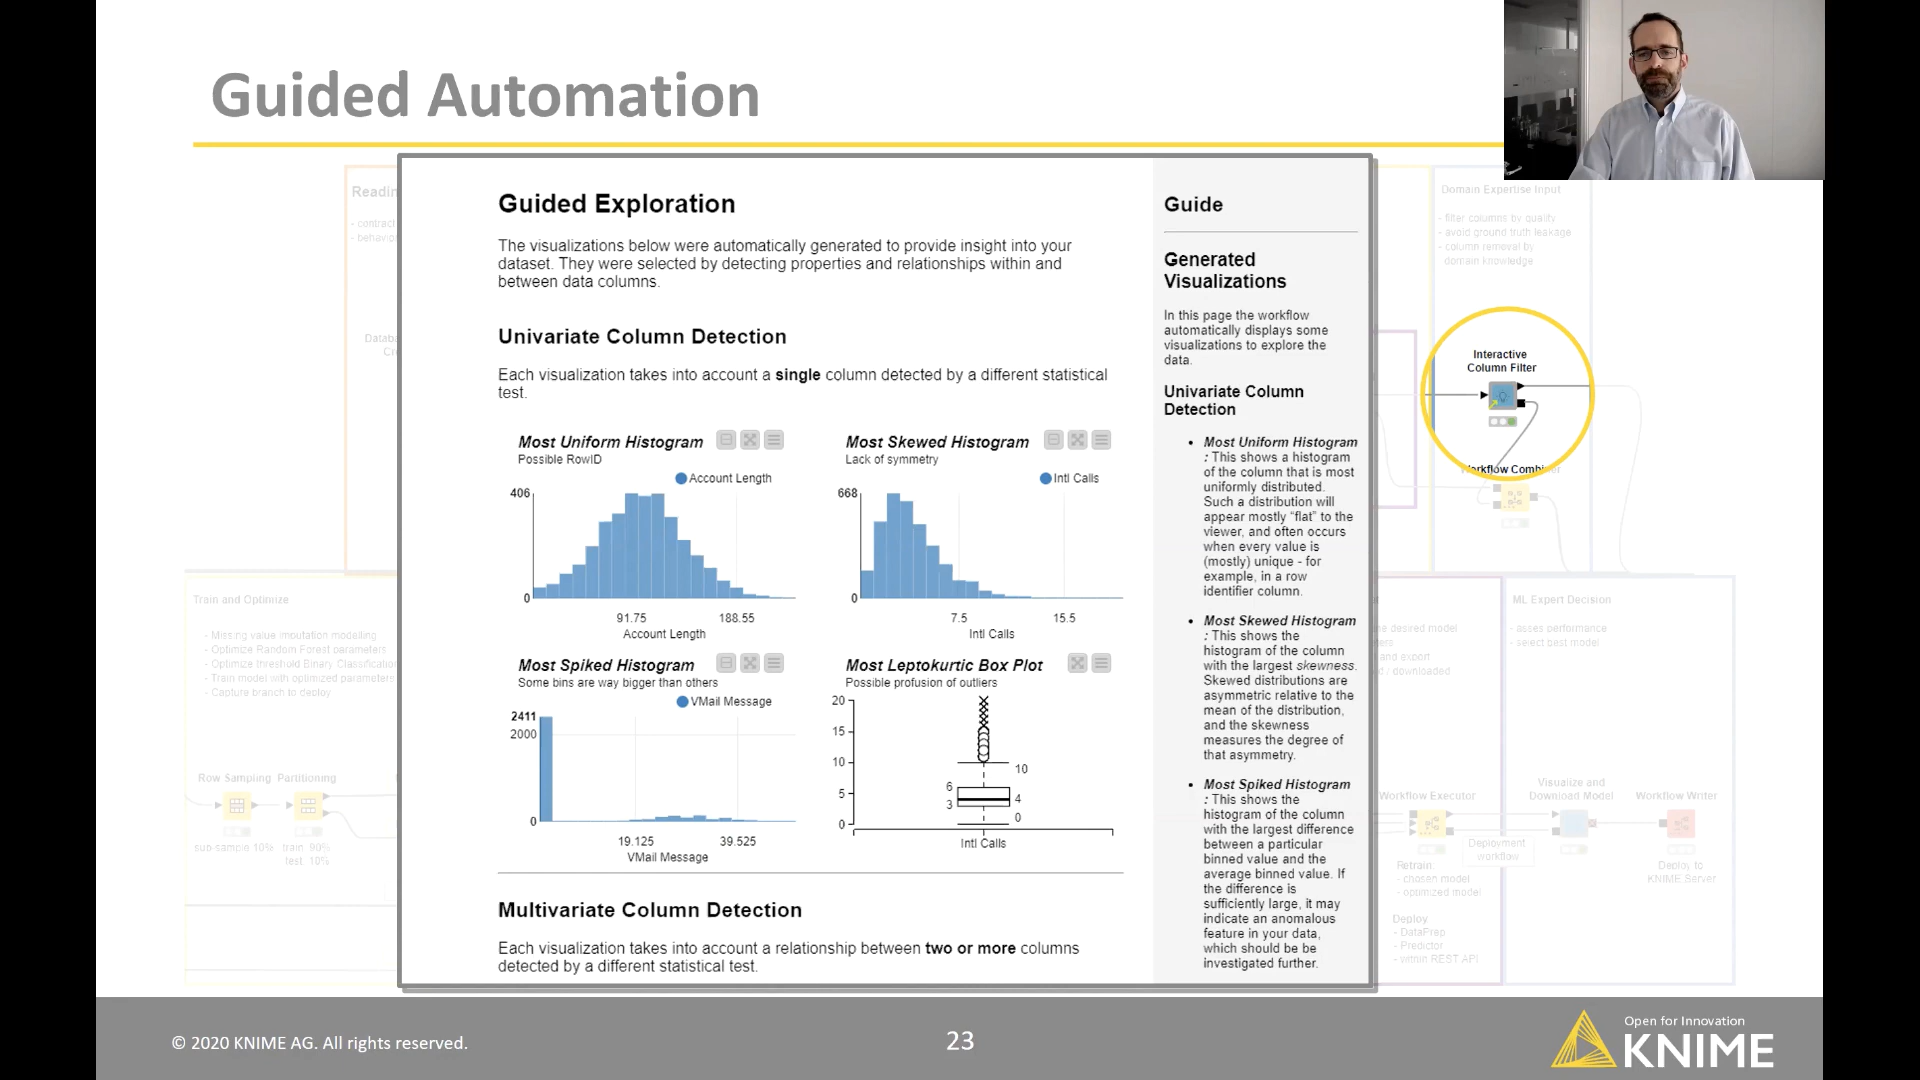 Guided Automation
Guided Exploration
The visualizations below were automatically generated to provide insight into your
dataset. They were selected by detecting properties and relationships within and
between data columns.
Univariate Column Detection
Each visualization takes into account a single column detected by a different statistical
test.
Most Uniform Histogram
Possible RowID
Account Length
406
0
91.75
188.55
Account Length
Most Skewed Histogram
Lack of symmetry
Intl Calls
668
0
7.5
15.5
Intl Calls
Most Spiked Histogram
Some bins are way bigger than others
VMail Message
2411
2000
0
19.125
39.525
VMail Message
Most Leptokurtic Box Plot
Possible profusion of outliers
20
15
10
5
0
10
6
4
3
0
Intl Calls
Multivariate Column Detection
Each visualization takes into account a relationship between two or more columns
detected by a different statistical test.
Guide
Generated
Visualizations
In this page the workflow
automatically displays some
visualizations to explore the
data.
Univariate Column
Detection
• Most Uniform Histogram
: This shows a histogram
of the column that is most
uniformly distributed.
Such a distribution will
appear mostly “flat” to the
viewer, and often occurs
when every value is
(mostly) unique - for
example, in a row
identifier column.
• Most Skewed Histogram
: This shows the
histogram of the column
with the largest skewness.
Skewed distributions are
asymmetric relative to the
mean of the distribution,
and the skewness
measures the degree of
that asymmetry.
• Most Spiked Histogram
: This shows the
histogram of the column
with the largest difference
between a particular
binned value and the
average binned value. If
the difference is
sufficiently large, it may
indicate an anomalous
feature in your data,
which should be be
investigated further.
Domain Expertise Input
- filter columns by quality
- avoid ground truth leakage
- column removal by
domain knowledge
Interactive
Column Filter
Train and Optimize
- Missing value imputation modelling
- Optimize Random Forest parameters
- Optimize threshold Binary Classification
- Train model with optimized parameters
- Capture branch to deploy
Row Sampling
Partitioning
sub-sample 10%
train: 90%
test: 10%
ML Expert Decision
- asses performance
- select best model
Workflow Executor
Retrain:
- chosen model
- optimized model
Deploy
- DataPrep
- Predictor
- within REST API
Deployment
workflow
Visualize and
Download Model
Workflow Writer
Deploy to
KNIME Server
© 2020 KNIME AG. All rights reserved.
23
Open for Innovation
KNIME